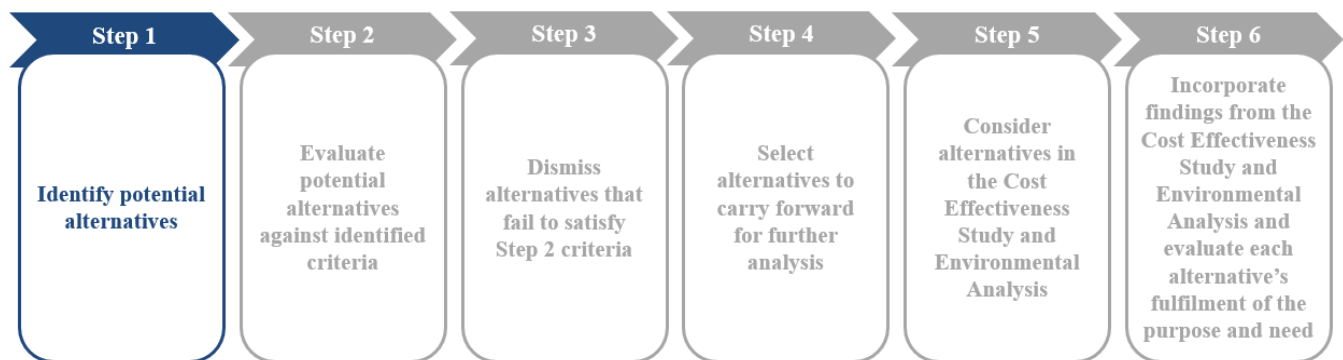 Step 1
Step 2
Step 3
Step 4
Step 5
Step 6
Identify potential
alternatives
Evaluate
potential
alternatives
against identified
criteria
Dismiss
alternatives that
fail to satisfy
Step 2 criteria
Select
alternatives to
carry forward
for further
analysis
Consider
alternatives in
the Cost
Effectiveness
Study and
Environmental
Analysis
Incorporate
findings from the
Cost Effectiveness
Study and
Environmental
Analysis and
evaluate each
alternative’s
fulfilment of the
purpose and need